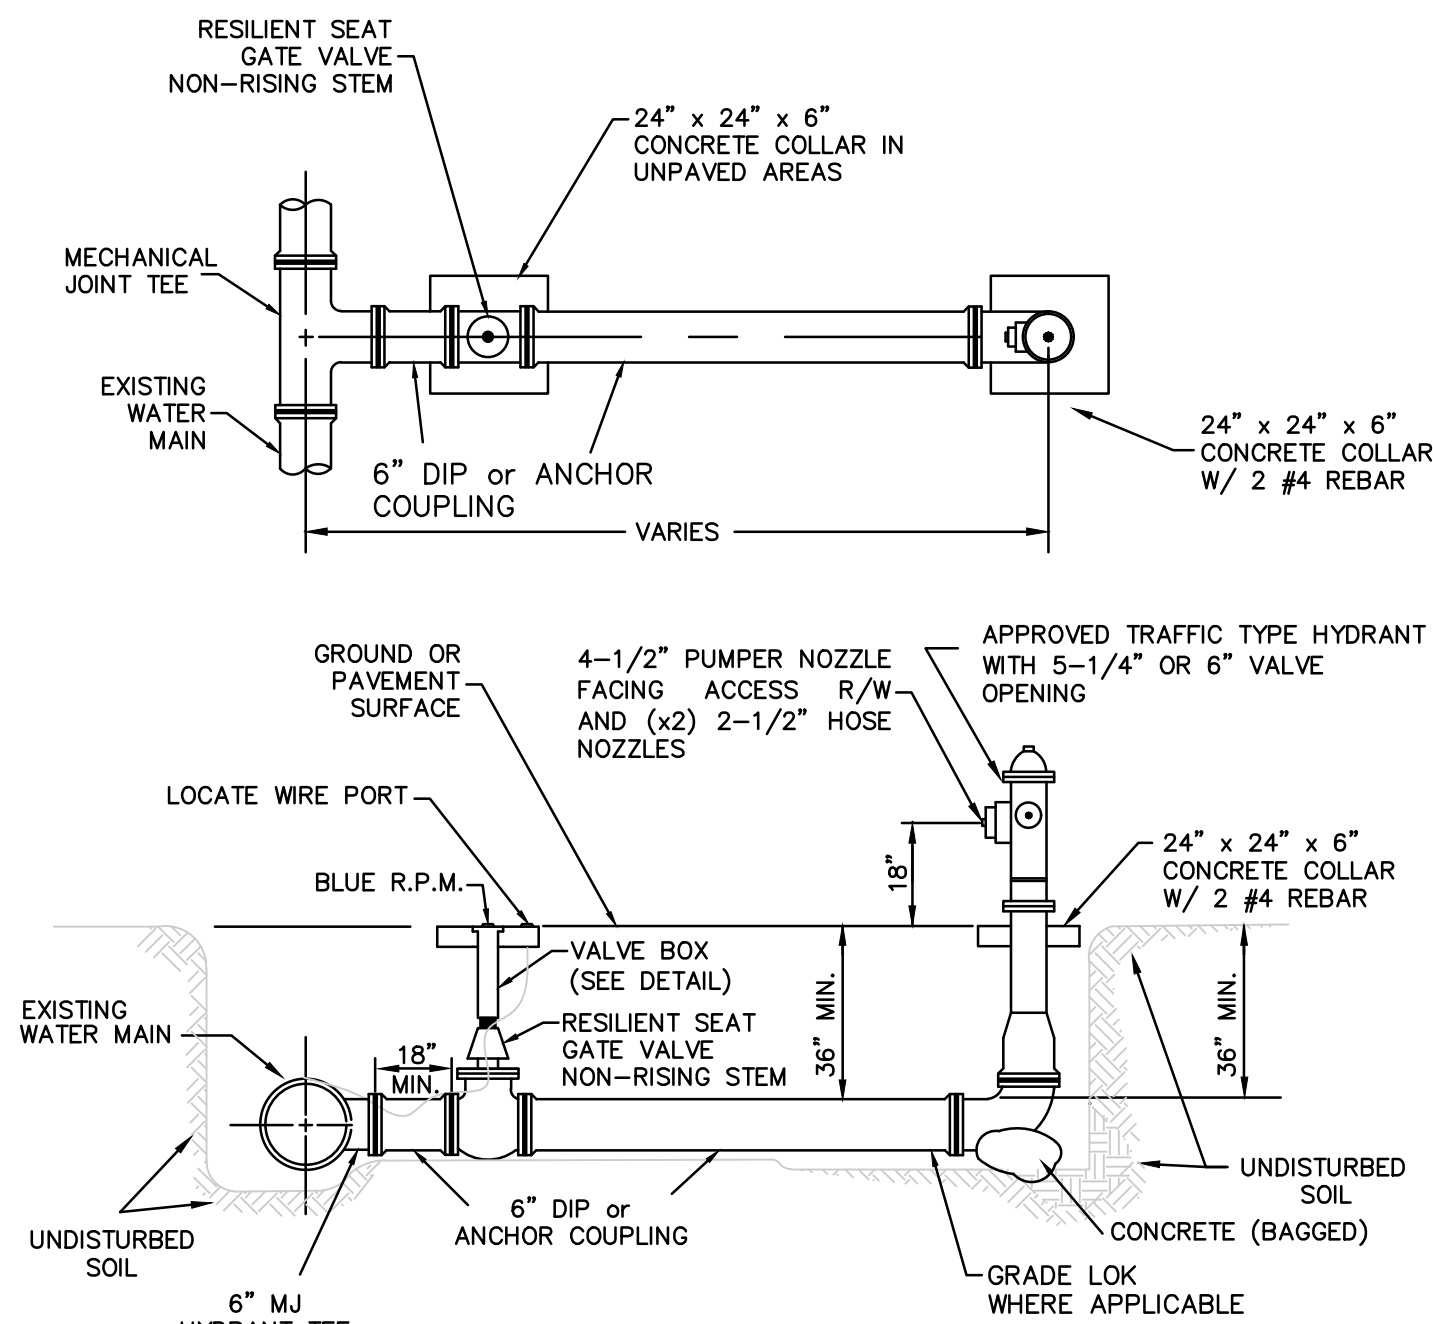 RESILIENT SEAT
GATE VALVE
NON-RISING STEM
24" x 24" x 6"
CONCRETE COLLAR IN
UNPAVED AREAS
MECHANICAL
JOINT TEE
EXISTING
WATER
MAIN
24" x 24" x 6"
CONCRETE COLLAR
W/ 2 #4 REBAR
6" DIP or ANCHOR
COUPLING
VARIES
GROUND OR
PAVEMENT
SURFACE
4-1/2" PUMPER NOZZLE
FACING ACCESS R/W
AND (x2) 2-1/2" HOSE
NOZZLES
APPROVED TRAFFIC TYPE HYDRANT
WITH 5-1/4" OR 6" VALVE
OPENING
LOCATE WIRE PORT
BLUE R.P.M.
18"
24" x 24" x 6"
CONCRETE COLLAR
W/ 2 #4 REBAR
VALVE BOX
(SEE DETAIL)
EXISTING
WATER MAIN
RESILIENT SEAT
GATE VALVE
NON-RISING STEM
18"
MIN.
36" MIN.
36" MIN.
UNDISTURBED
SOIL
6" DIP or
ANCHOR COUPLING
UNDISTURBED
SOIL
CONCRETE (BAGGED)
GRADE LOK
WHERE APPLICABLE
6" MJ
HYDRANT TEE